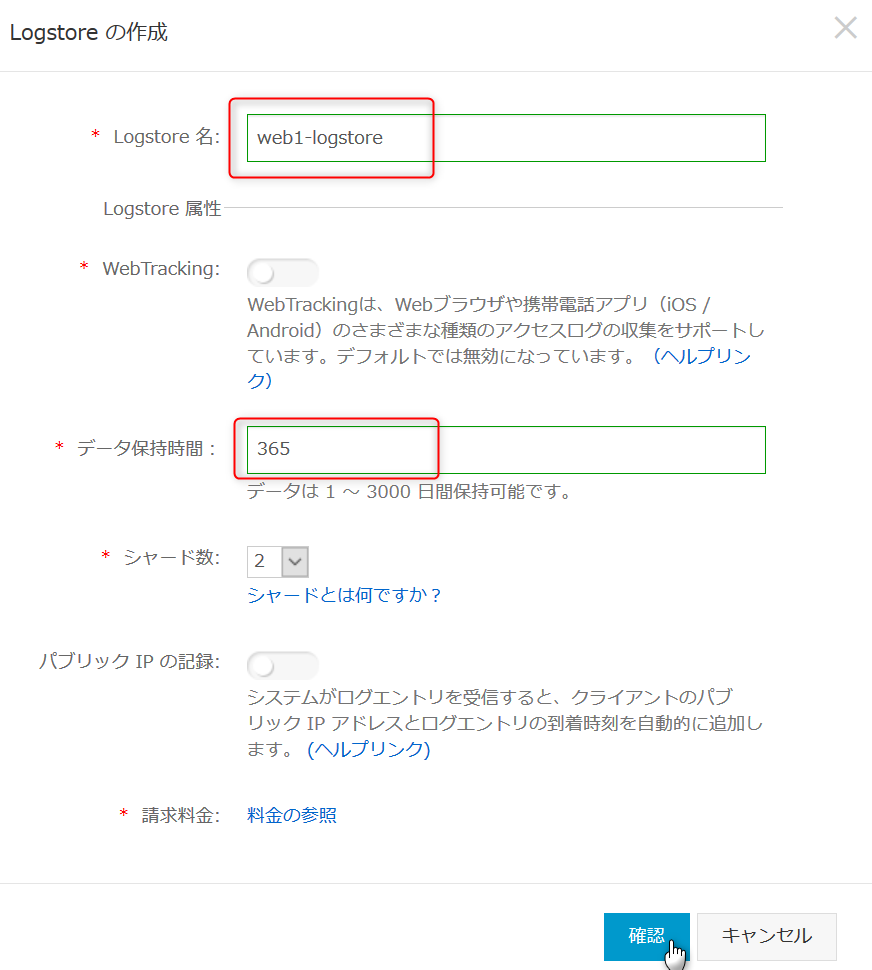 Logstore の作成
* Logstore 名: web1-logstore
Logstore 属性
* WebTracking:
WebTrackingは、Webブラウザや携帯電話アプリ（iOS /
Android）のさまざまな種類のアクセスログの収集をサポートし
ています。デフォルトでは無効になっています。（ヘルプリン
ク）
* データ保持時間： 365
データは 1 ～ 3000 日間保持可能です。
* シャード数: 2
シャードとは何ですか？
パブリック IP の記録:
システムがログエントリを受信すると、クライアントのパブ
リック IP アドレスとログエントリの到着時刻を自動的に追加し
ます。 (ヘルプリンク)
* 請求料金: 料金の参照
確認 キャンセル